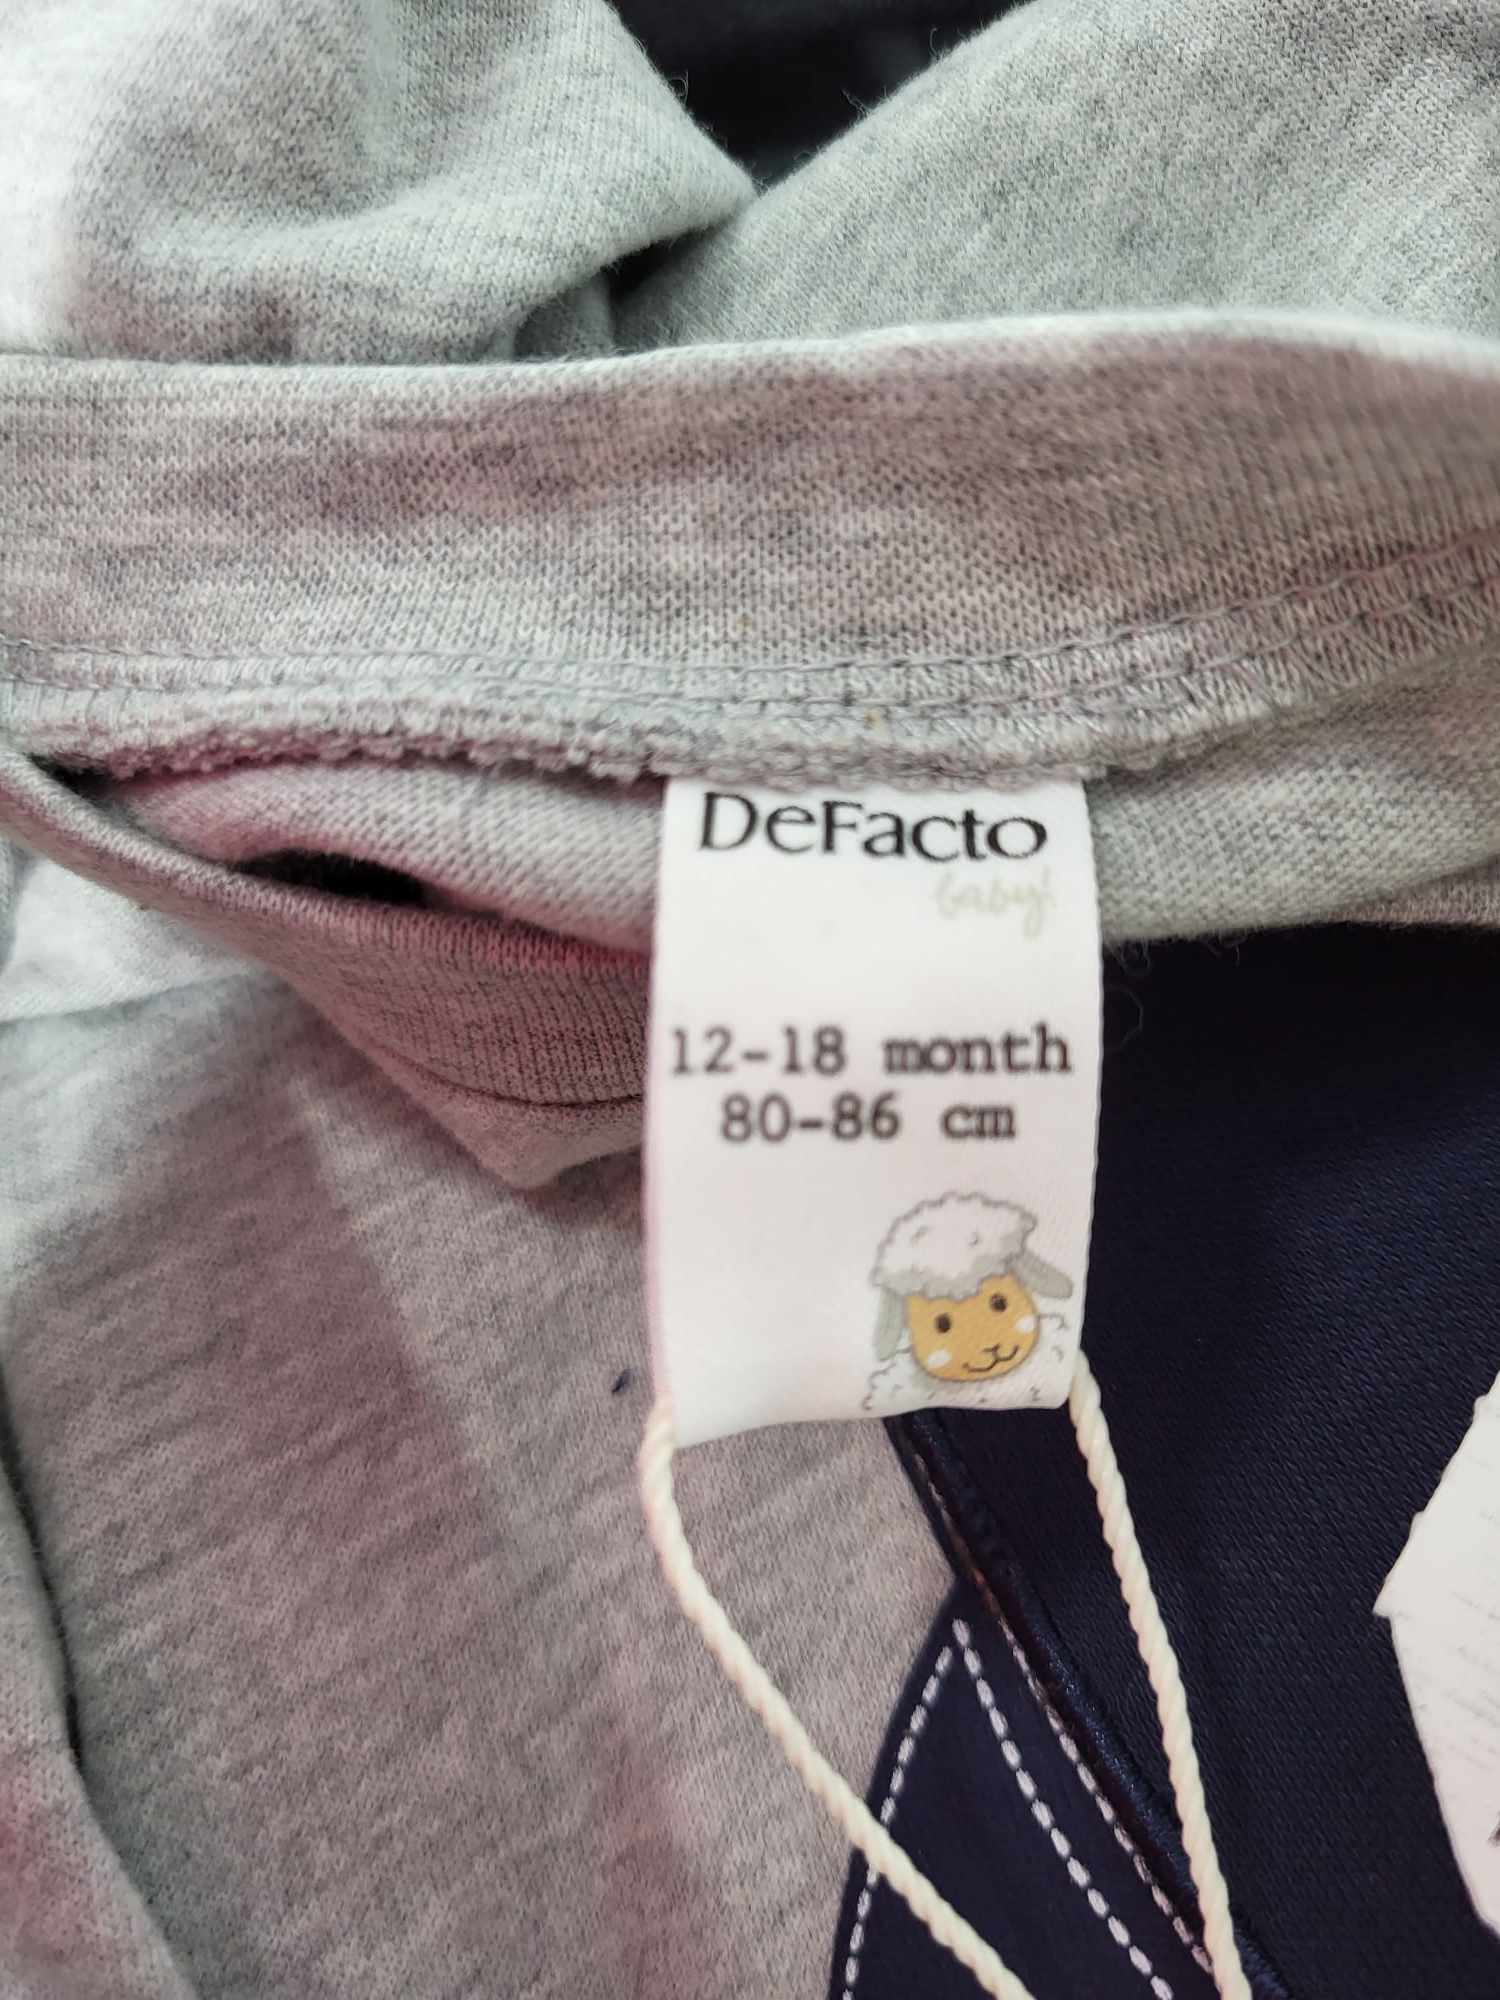 DeFacto
baby!
12-18 month
80-86 cm